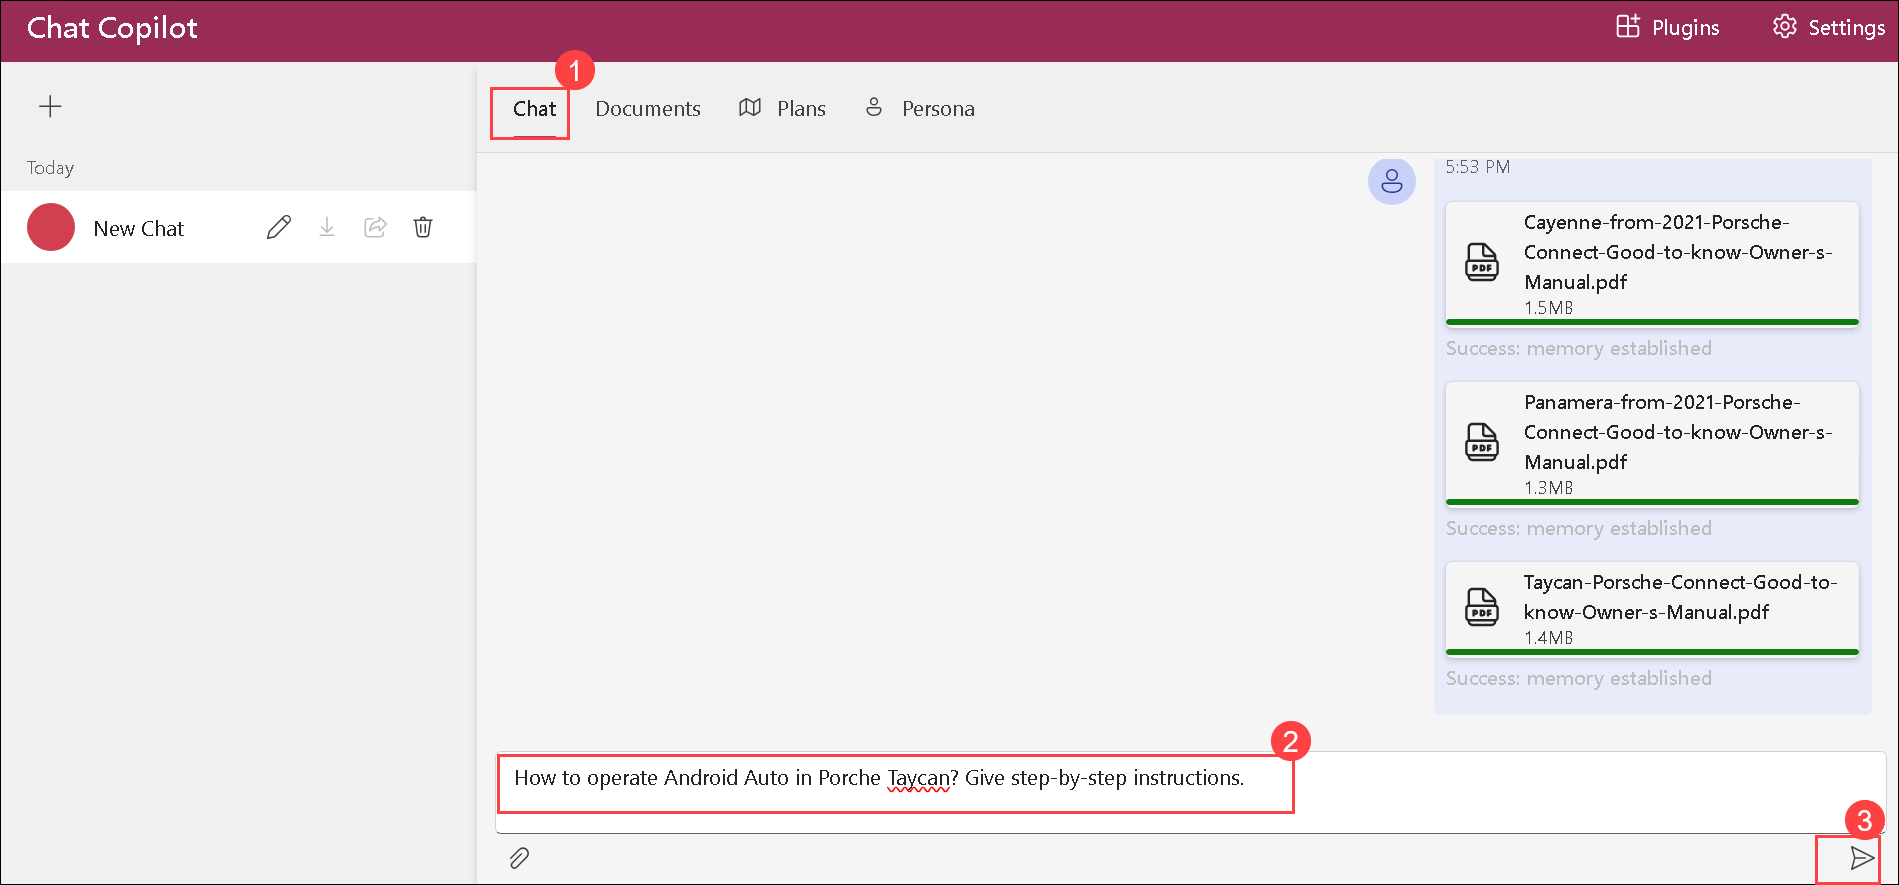 Chat Copilot
Plugins
Settings
1
Chat
Documents
Plans
Persona
Today
New Chat
5:53 PM
Cayenne-from-2021-Porsche-
Connect-Good-to-know-Owner-s-
Manual.pdf
PDF
1.5MB
Success: memory established
Panamera-from-2021-Porsche-
Connect-Good-to-know-Owner-s-
Manual.pdf
PDF
1.3MB
Success: memory established
Taycan-Porsche-Connect-Good-to-
know-Owner-s-Manual.pdf
PDF
1.4MB
Success: memory established
2
How to operate Android Auto in Porche Taycan? Give step-by-step instructions.
3